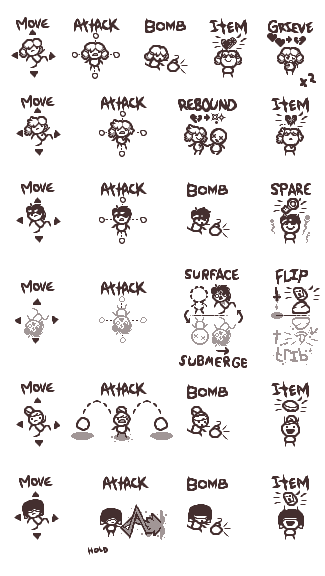 MOVE ATTACK BOMB ITEM GRIEVE
x2
MOVE ATTACK REBOUND ITEM
MOVE ATTACK BOMB SPARE
SURFACE FLIP
MOVE ATTACK
SUBMERGE FLIP
MOVE ATTACK BOMB ITEM
MOVE ATTACK BOMB ITEM
HOLD